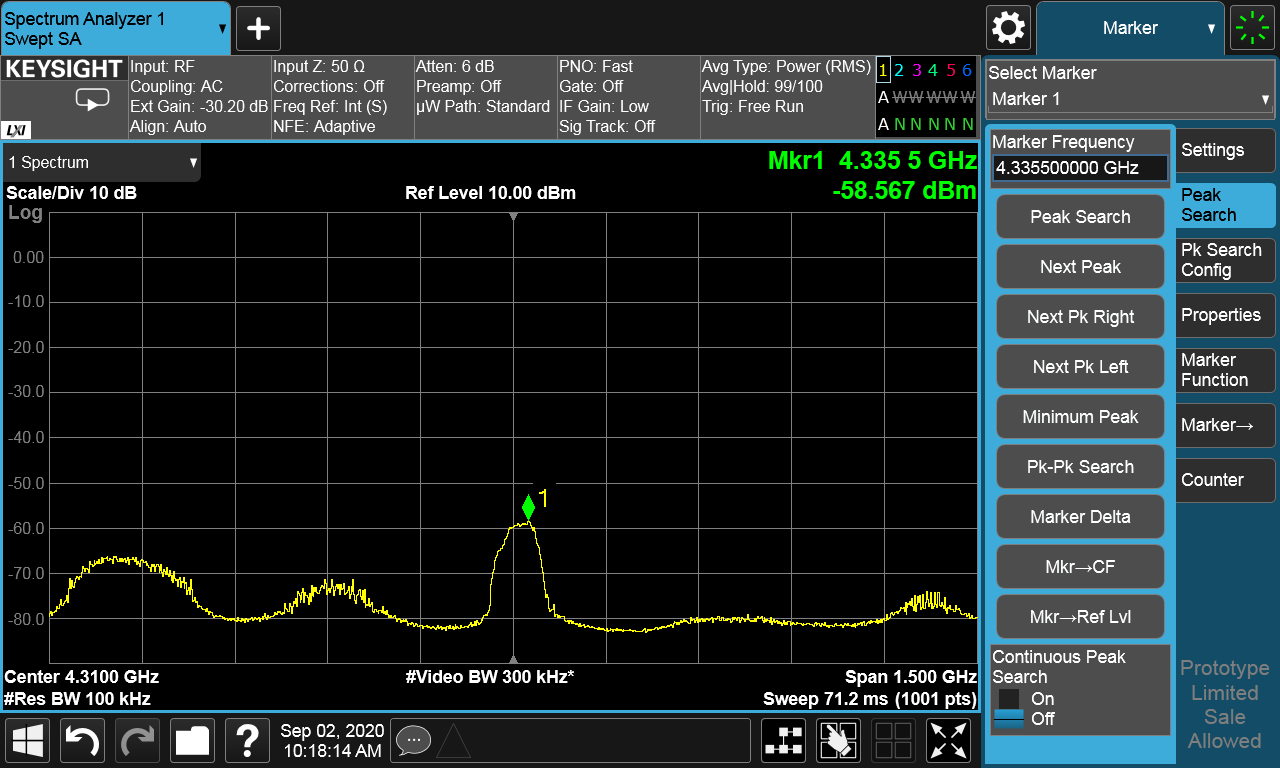 Spectrum Analyzer 1
Swept SA
Marker
KEYSIGHT
LXI
Input: RF
Coupling: AC
Ext Gain: -30.20 dB
Align: Auto
Input Z: 50 Ω
Corrections: Off
Freq Ref: Int (S)
NFE: Adaptive
Atten: 6 dB
Preamp: Off
µW Path: Standard
PNO: Fast
Gate: Off
IF Gain: Low
Sig Track: Off
Avg Type: Power (RMS)
Avg|Hold: 99/100
Trig: Free Run
1 2 3 4 5 6
A W W W W W
A N N N N N
Select Marker
Marker 1
1 Spectrum
Mkr1 4.335 5 GHz
-58.567 dBm
Scale/Div 10 dB
Ref Level 10.00 dBm
Log
0.00
-10.0
-20.0
-30.0
-40.0
-50.0
-60.0
-70.0
-80.0
1
Center 4.3100 GHz
#Video BW 300 kHz*
Span 1.500 GHz
#Res BW 100 kHz
Sweep 71.2 ms (1001 pts)
Marker Frequency
4.335500000 GHz
Peak Search
Next Peak
Next Pk Right
Next Pk Left
Minimum Peak
Pk-Pk Search
Marker Delta
Mkr→CF
Mkr→Ref Lvl
Continuous Peak
Search
On
Off
Settings
Peak
Search
Pk Search
Config
Properties
Marker
Function
Marker→
Counter
Prototype
Limited
Sale
Allowed
?
Sep 02, 2020
10:18:14 AM